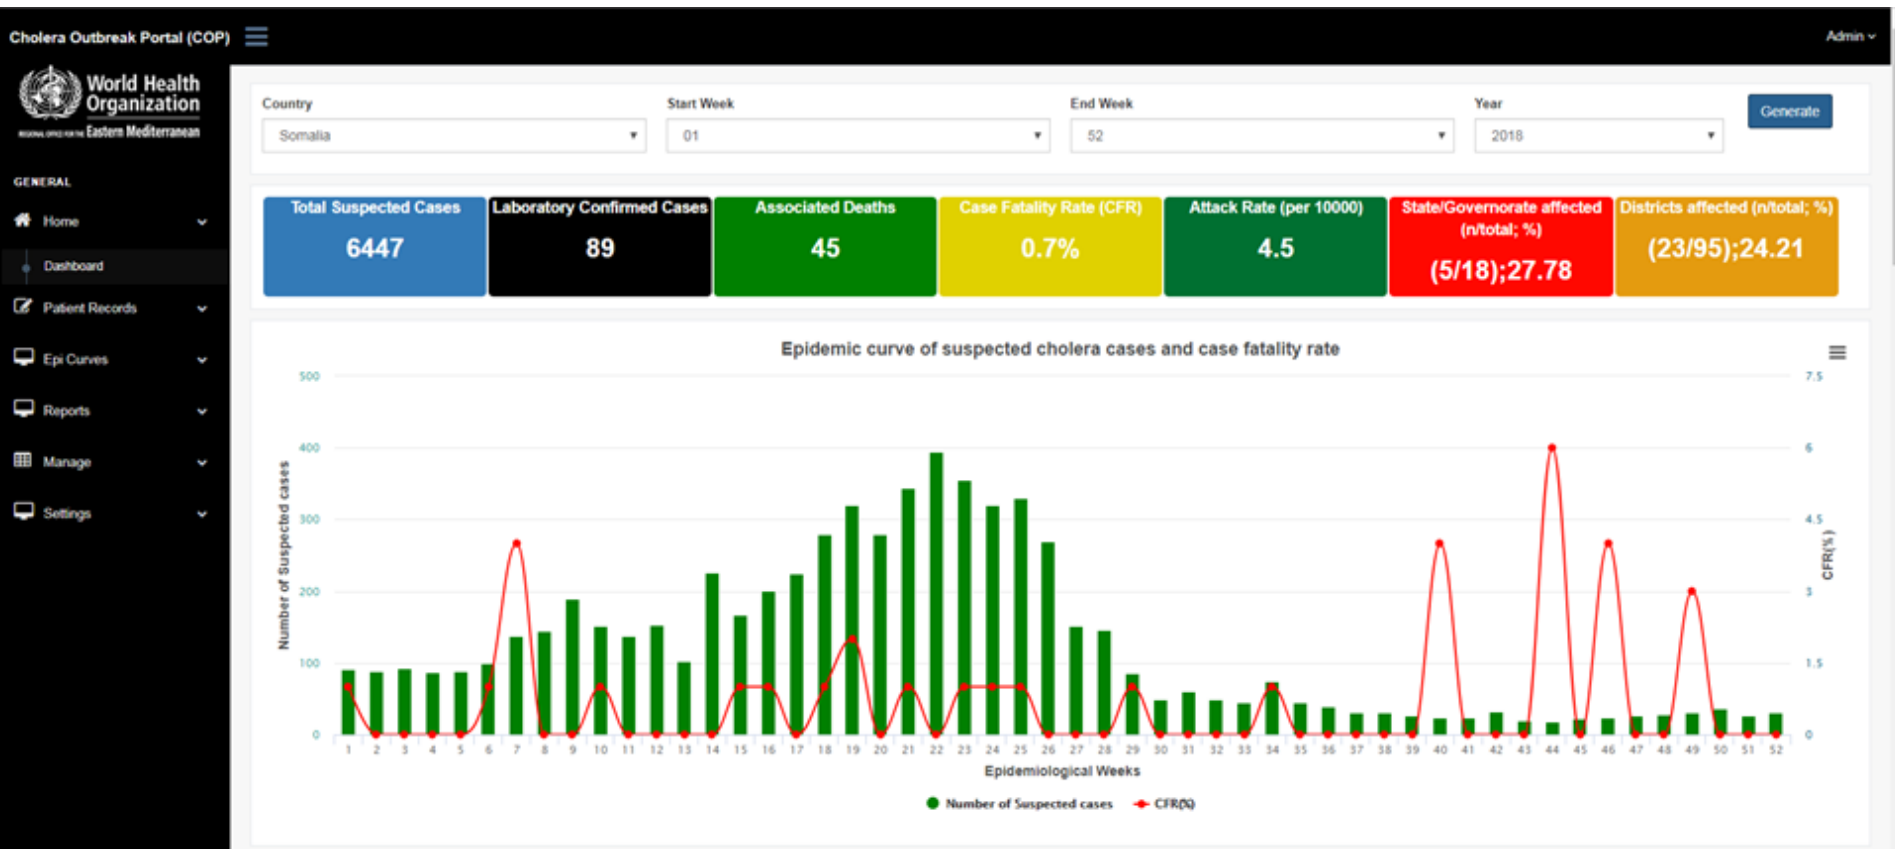 Cholera Outbreak Portal (COP)
Admin
World Health
Organization
REGIONAL OFFICE FOR THE Eastern Mediterranean
GENERAL
Home
Dashboard
Patient Records
Epi Curves
Reports
Manage
Settings
Country
Start Week
End Week
Year
Generate
Somalia
01
52
2018
Total Suspected Cases
6447
Laboratory Confirmed Cases
89
Associated Deaths
45
Case Fatality Rate (CFR)
0.7%
Attack Rate (per 10000)
4.5
State/Governorate affected
(n/total; %)
(5/18);27.78
Districts affected (n/total; %)
(23/95);24.21
Epidemic curve of suspected cholera cases and case fatality rate
Number of Suspected cases
500
400
300
200
100
0
7.5
6
4.5
3
1.5
0
CFR(%)
1 2 3 4 5 6 7 8 9 10 11 12 13 14 15 16 17 18 19 20 21 22 23 24 25 26 27 28 29 30 31 32 33 34 35 36 37 38 39 40 41 42 43 44 45 46 47 48 49 50 51 52
Epidemiological Weeks
Number of Suspected cases CFR(%)